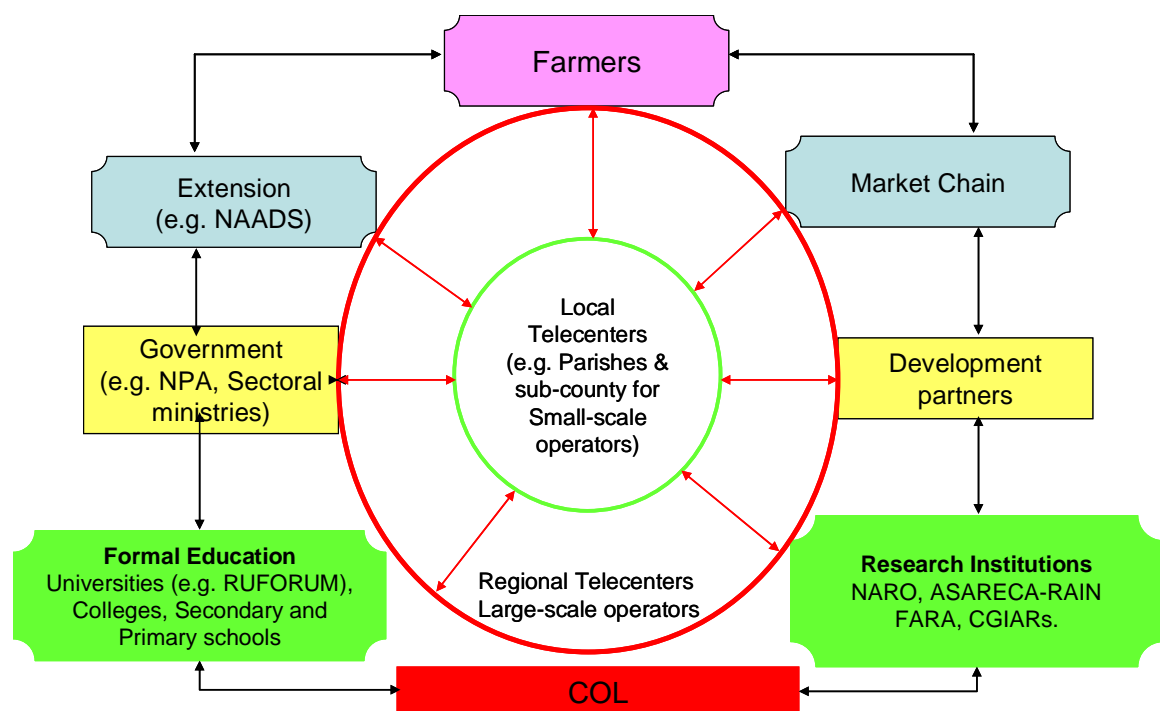 Farmers
Extension
(e.g. NAADS)
Market Chain
Local
Telecenters
(e.g. Parishes &
sub-county for
Small-scale
operators)
Government
(e.g. NPA, Sectoral
ministries)
Development
partners
Formal Education
Universities (e.g. RUFORUM),
Colleges, Secondary and
Primary schools
Regional Telecenters
Large-scale operators
Research Institutions
NARO, ASARECA-RAIN
FARA, CGIARs.
COL